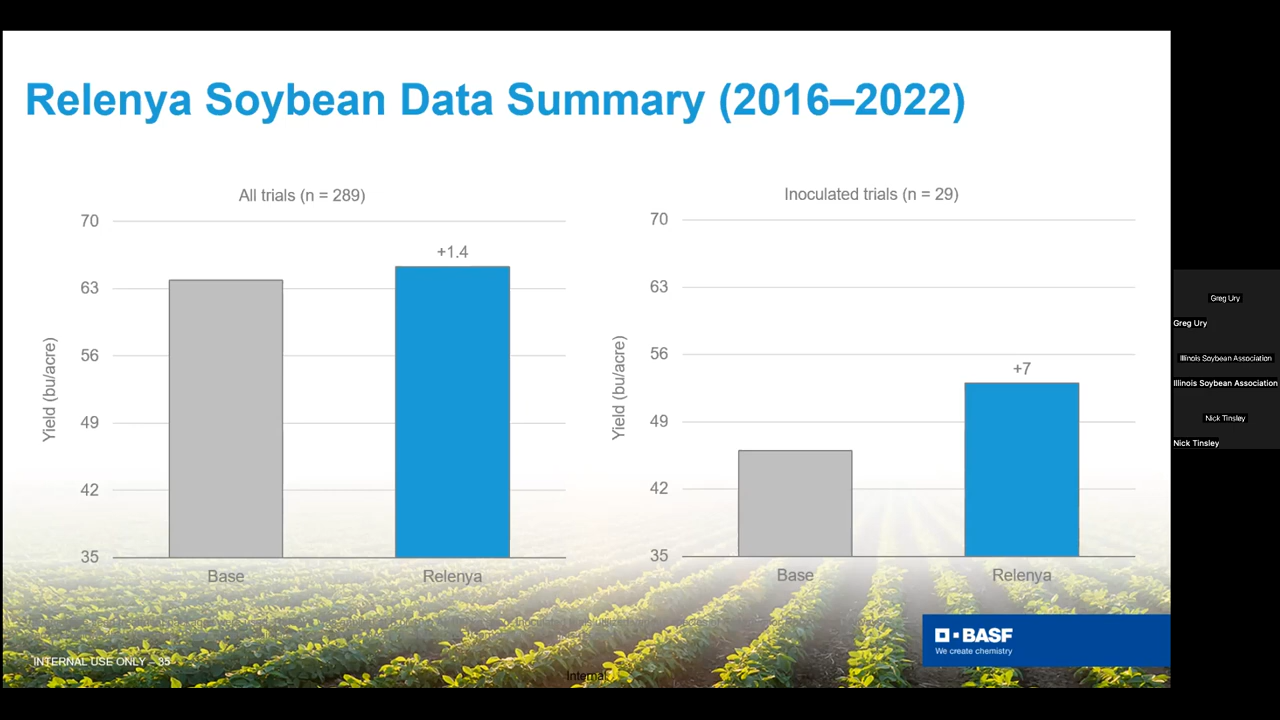 Relenya Soybean Data Summary (2016–2022)
All trials (n = 289)
70
63
56
49
42
35
Yield (bu/acre)
+1.4
Base
Relenya
Inoculated trials (n = 29)
70
63
56
49
42
35
Yield (bu/acre)
+7
Base
Relenya
INTERNAL USE ONLY – 35
Internal
BASF
We create chemistry
Greg Ury
Greg Ury
Illinois Soybean Association
Illinois Soybean Association
Nick Tinsley
Nick Tinsley